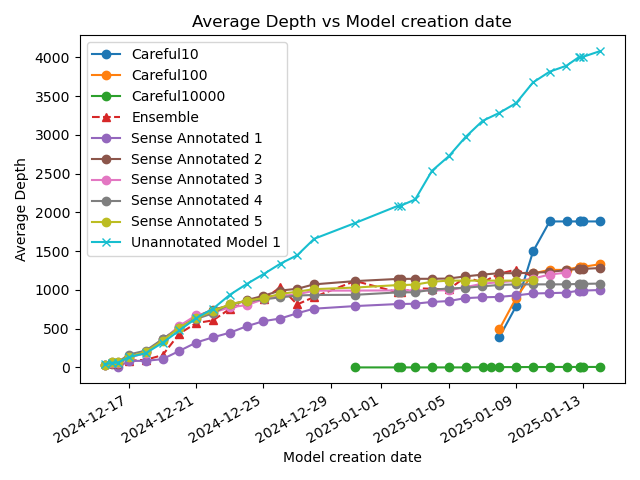 Average Depth vs Model creation date
Average Depth
4000
3500
3000
2500
2000
1500
1000
500
0
Careful10
Careful100
Careful10000
Ensemble
Sense Annotated 1
Sense Annotated 2
Sense Annotated 3
Sense Annotated 4
Sense Annotated 5
Unannotated Model 1
2024-12-17
2024-12-21
2024-12-25
2024-12-29
2025-01-01
2025-01-05
2025-01-09
2025-01-13
Model creation date